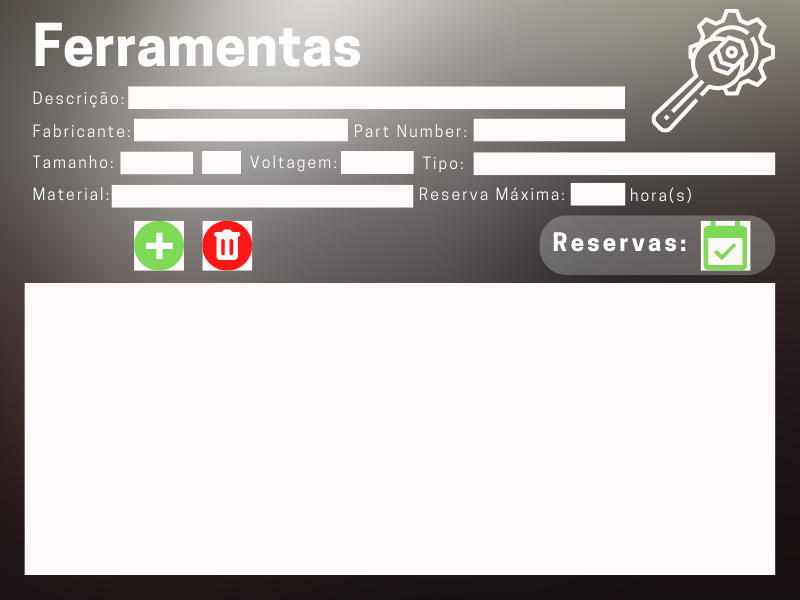 Ferramentas
Descrição:
Fabricante: Part Number:
Tamanho: Voltagem: Tipo:
Material: Reserva Máxima: hora(s)
Reservas: